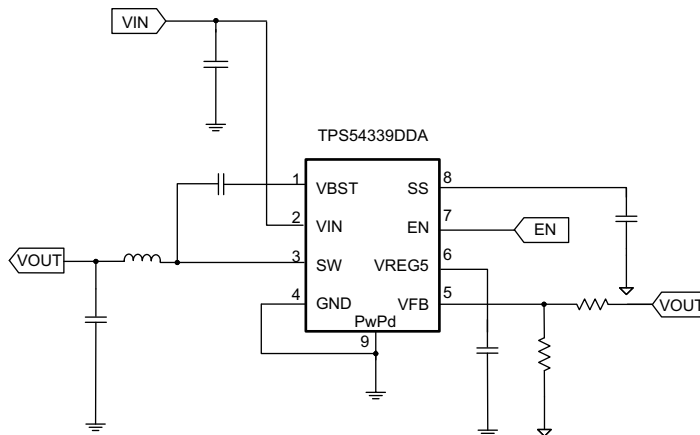 VIN
TPS54339DDA
1 VBST SS 8
2 VIN EN 7 EN
3 SW VREG5 6
VOUT
4 GND VFB 5 VOUT
PwPd
9